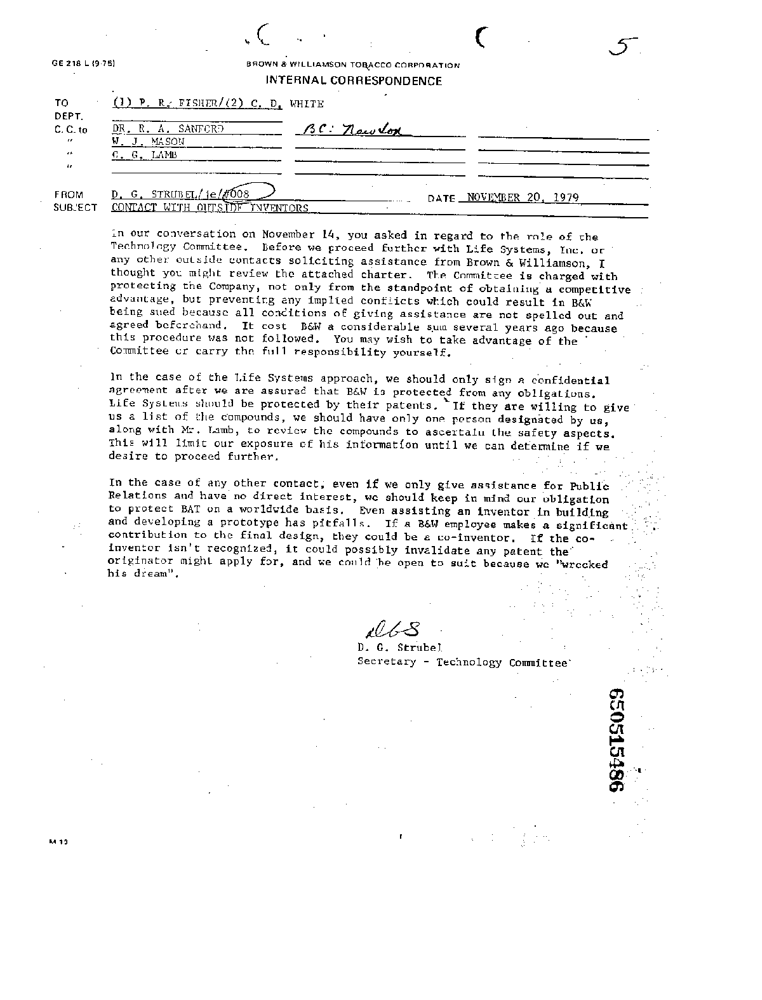 5
GE 218 L (9-75)
BROWN & WILLIAMSON TOBACCO CORPORATION
INTERNAL CORRESPONDENCE
TO (1) P. R. FISHER/(2) C. D. WHITE
DEPT.
C. C. to DR. R. A. SANFORD BC: Newton
" W. J. MASON
" C. G. LAMB
"
FROM D. G. STRUBEL/je/#008 DATE NOVEMBER 20, 1979
SUBJECT CONTACT WITH OUTSIDE INVENTORS
In our conversation on November 14, you asked in regard to the role of the
Technology Committee. Before we proceed further with Life Systems, Inc. or
any other outside contacts soliciting assistance from Brown & Williamson, I
thought you might review the attached charter. The Committee is charged with
protecting the Company, not only from the standpoint of obtaining a competitive
advantage, but preventing any implied conflicts which could result in B&W
being sued because all conditions of giving assistance are not spelled out and
agreed beforehand. It cost B&W a considerable sum several years ago because
this procedure was not followed. You may wish to take advantage of the
Committee or carry the full responsibility yourself.
In the case of the Life Systems approach, we should only sign a confidential
agreement after we are assured that B&W is protected from any obligations.
Life Systems should be protected by their patents. If they are willing to give
us a list of the compounds, we should have only one person designated by us,
along with Mr. Lamb, to review the compounds to ascertain the safety aspects.
This will limit our exposure of his information until we can determine if we
desire to proceed further.
In the case of any other contact, even if we only give assistance for Public
Relations and have no direct interest, we should keep in mind our obligation
to protect BAT on a worldwide basis. Even assisting an inventor in building
and developing a prototype has pitfalls. If a B&W employee makes a significant
contribution to the final design, they could be a co-inventor. If the co-
inventor isn't recognized, it could possibly invalidate any patent the
originator might apply for, and we could be open to suit because we "wrecked
his dream".
DGS
D. G. Strubel
Secretary - Technology Committee
650515486
M 12